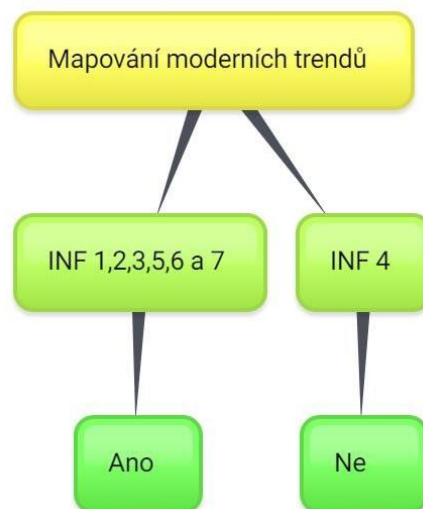 Mapování moderních trendů
INF 1,2,3,5,6 a 7
INF 4
Ano
Ne